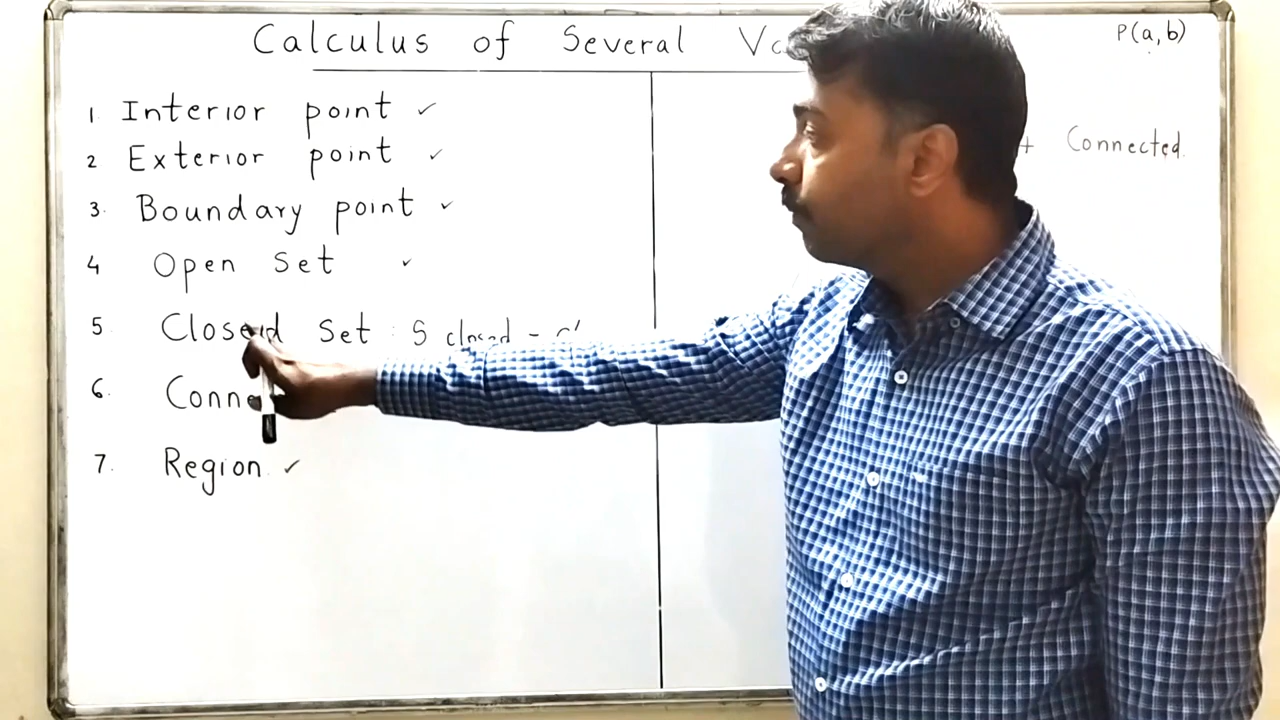 Calculus of Several
P(a,b)
1. Interior point ✓
2 Exterior point ✓
3. Boundary point ✓
4 Open Set ✓
5. Closed Set : S closed -
6.
7. Region. ✓
Connected.